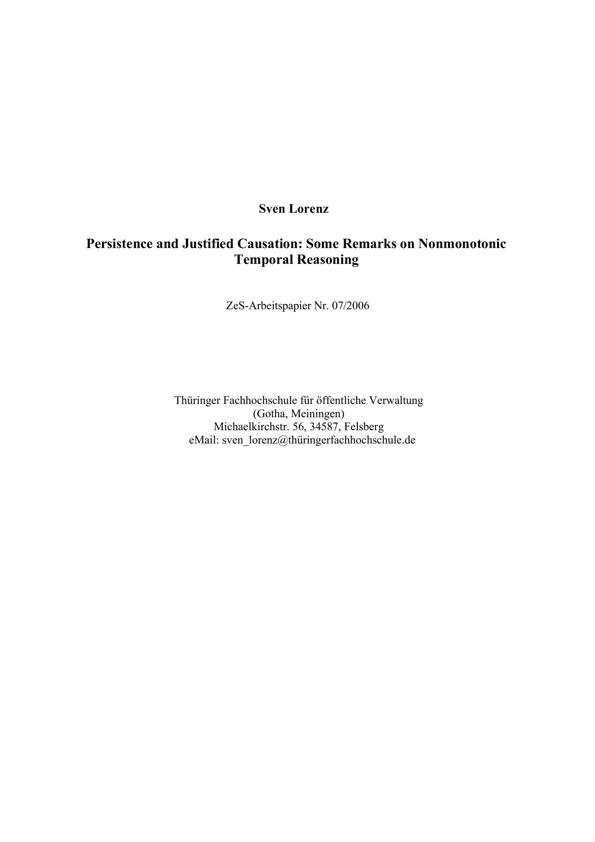 Sven Lorenz
Persistence and Justified Causation: Some Remarks on Nonmonotonic
Temporal Reasoning
ZeS-Arbeitspapier Nr. 07/2006
Thüringer Fachhochschule für öffentliche Verwaltung
(Gotha, Meiningen)
Michaelkirchstr. 56, 34587, Felsberg
eMail: sven_lorenz@thüringerfachhochschule.de